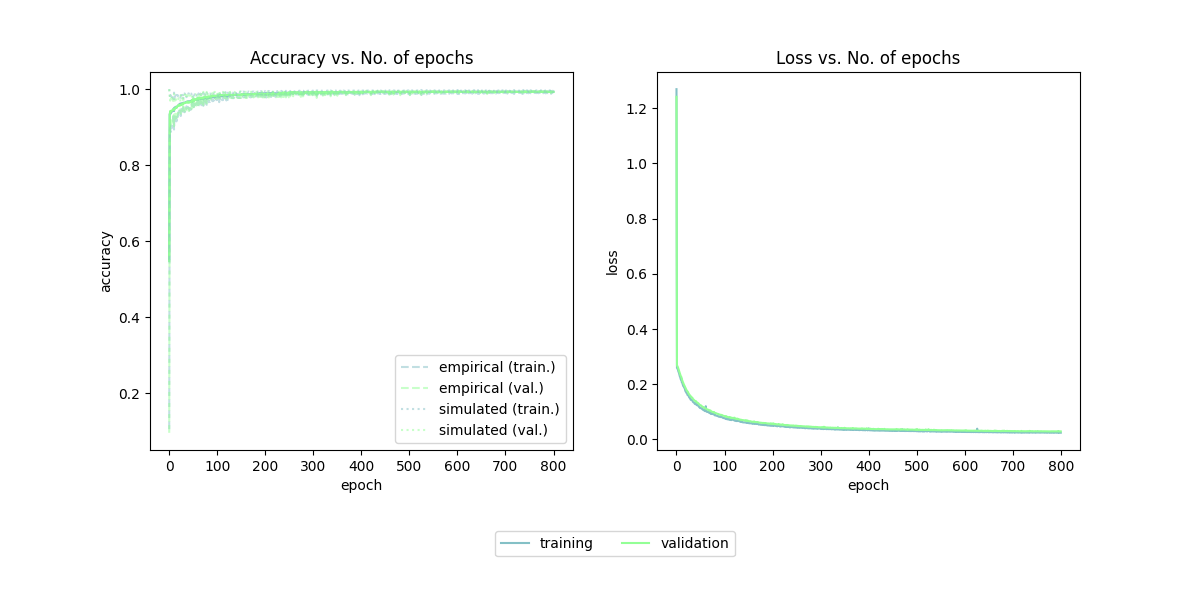 Accuracy vs. No. of epochs
accuracy
1.0
0.8
0.6
0.4
0.2
empirical (train.)
empirical (val.)
simulated (train.)
simulated (val.)
0 100 200 300 400 500 600 700 800
epoch
Loss vs. No. of epochs
loss
1.2
1.0
0.8
0.6
0.4
0.2
0.0
0 100 200 300 400 500 600 700 800
epoch
training validation